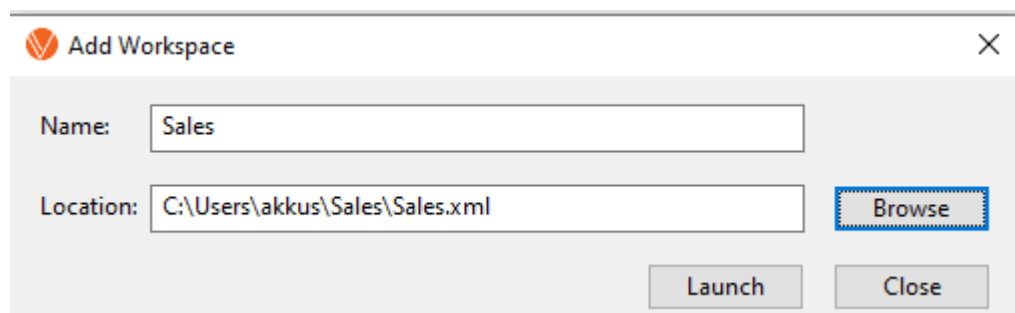 Add Workspace
Name: Sales
Location: C:\Users\akkus\Sales\Sales.xml Browse
Launch Close